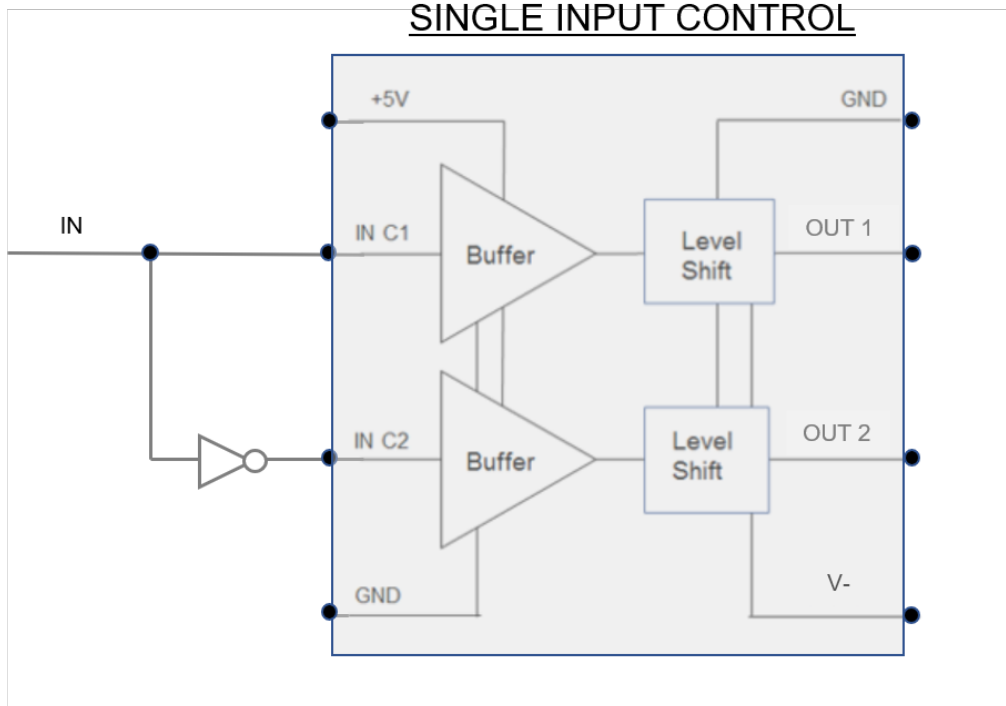 SINGLE INPUT CONTROL
+5V
GND
IN
IN C1
Buffer
Level
Shift
OUT 1
IN C2
Buffer
Level
Shift
OUT 2
GND
V-